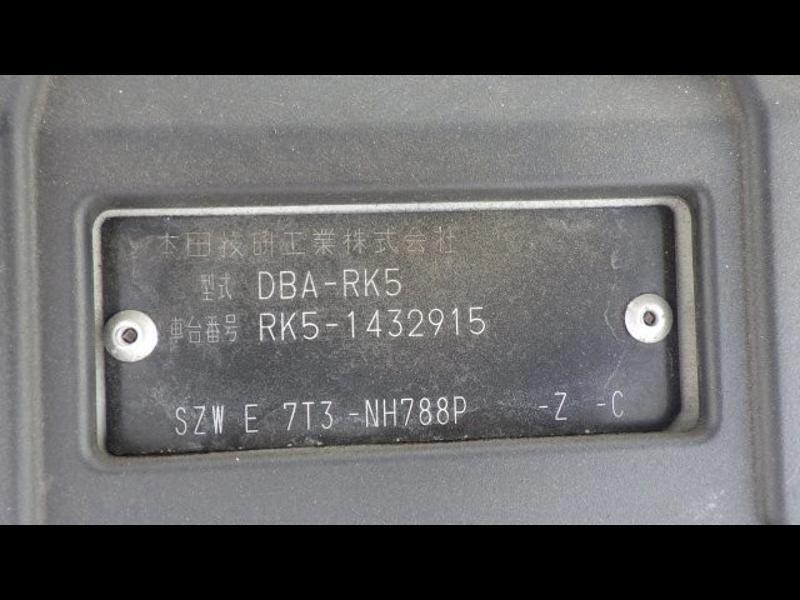 本田技研工業株式会社
型式 DBA-RK5
車台番号 RK5-1432915
SZW E 7T3 -NH788P -Z -C